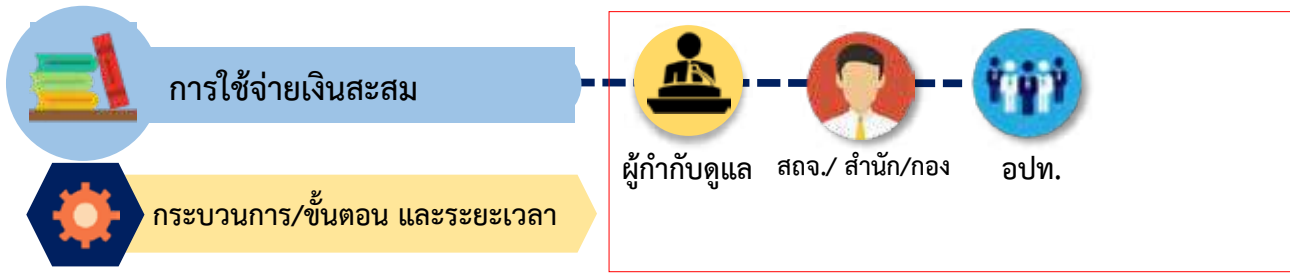 การใช้จ่ายเงินสะสม
ผู้กำกับดูแล
สถจ./ สำนัก/กอง
อปท.
กระบวนการ/ขั้นตอน และระยะเวลา